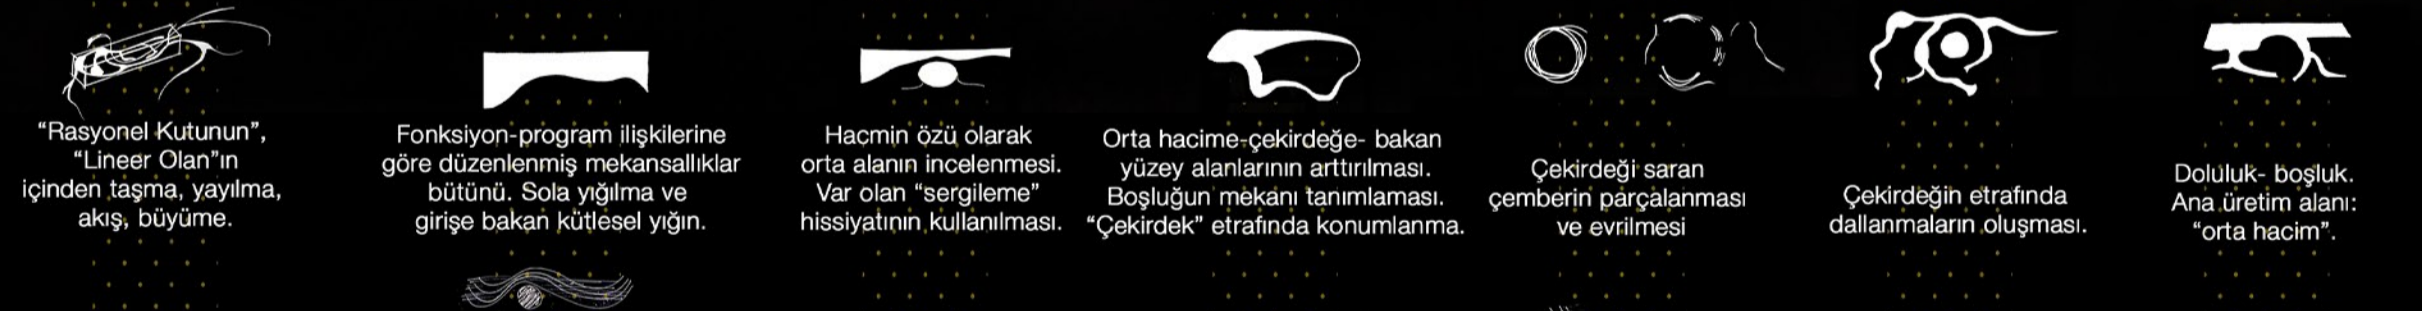 “Rasyonel Kutunun”,
“Lineer Olan”ın
içinden taşma, yayılma,
akış, büyüme.
Fonksiyon-program ilişkilerine
göre düzenlenmiş mekansallıklar
bütünü. Sola yığılma ve
girişe bakan kütlesel yığın.
Hacmin özü olarak
orta alanın incelenmesi.
Var olan “sergileme”
hissiyatının kullanılması.
Orta hacime-çekirdeğe- bakan
yüzey alanlarının arttırılması.
Boşluğun mekanı tanımlaması.
“Çekirdek” etrafında konumlanma.
Çekirdeği saran
çemberin parçalanması
ve evrilmesi
Çekirdeğin etrafında
dallanmaların oluşması.
Doluluk- boşluk.
Ana üretim alanı:
“orta hacim”.